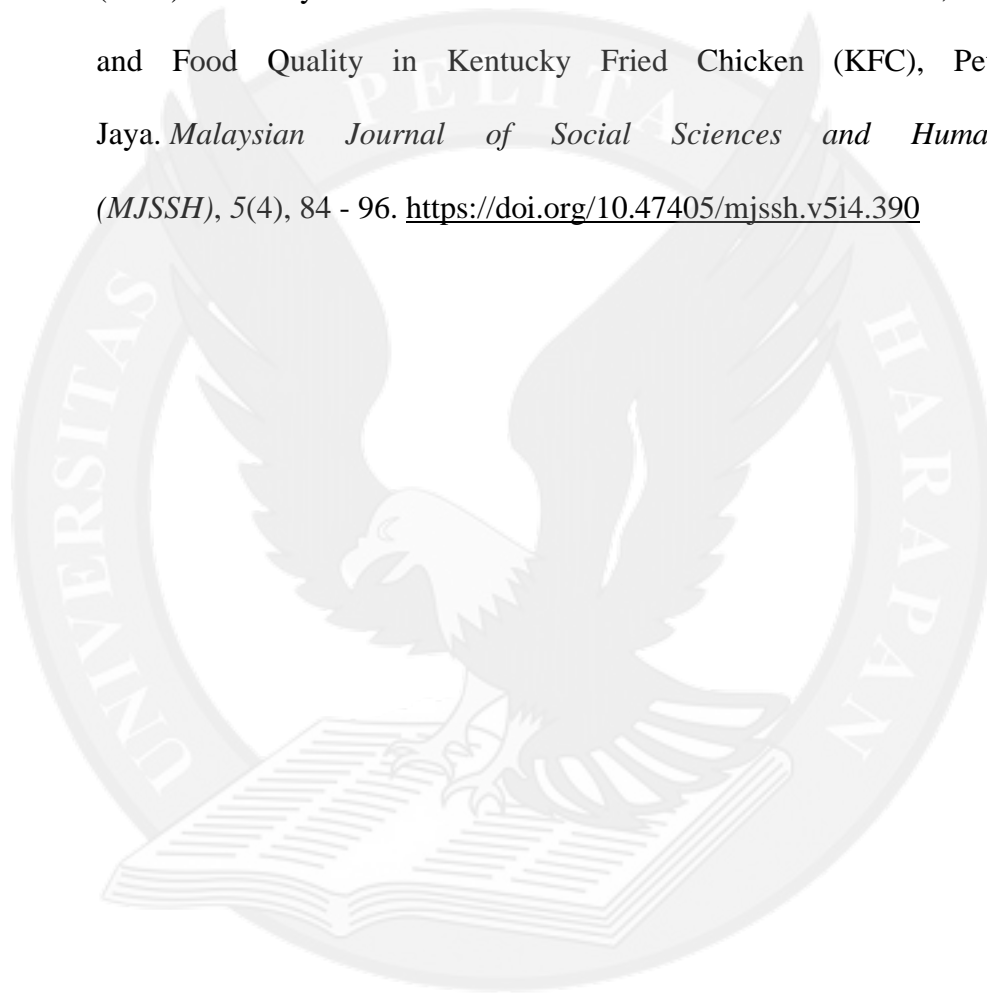 and Food Quality in Kentucky Fried Chicken (KFC), Pe
Jaya. Malaysian Journal of Social Sciences and Huma
(MJSSH), 5(4), 84 - 96. https://doi.org/10.47405/mjssh.v5i4.390
UNIVERSITAS PELITA HARAPAN